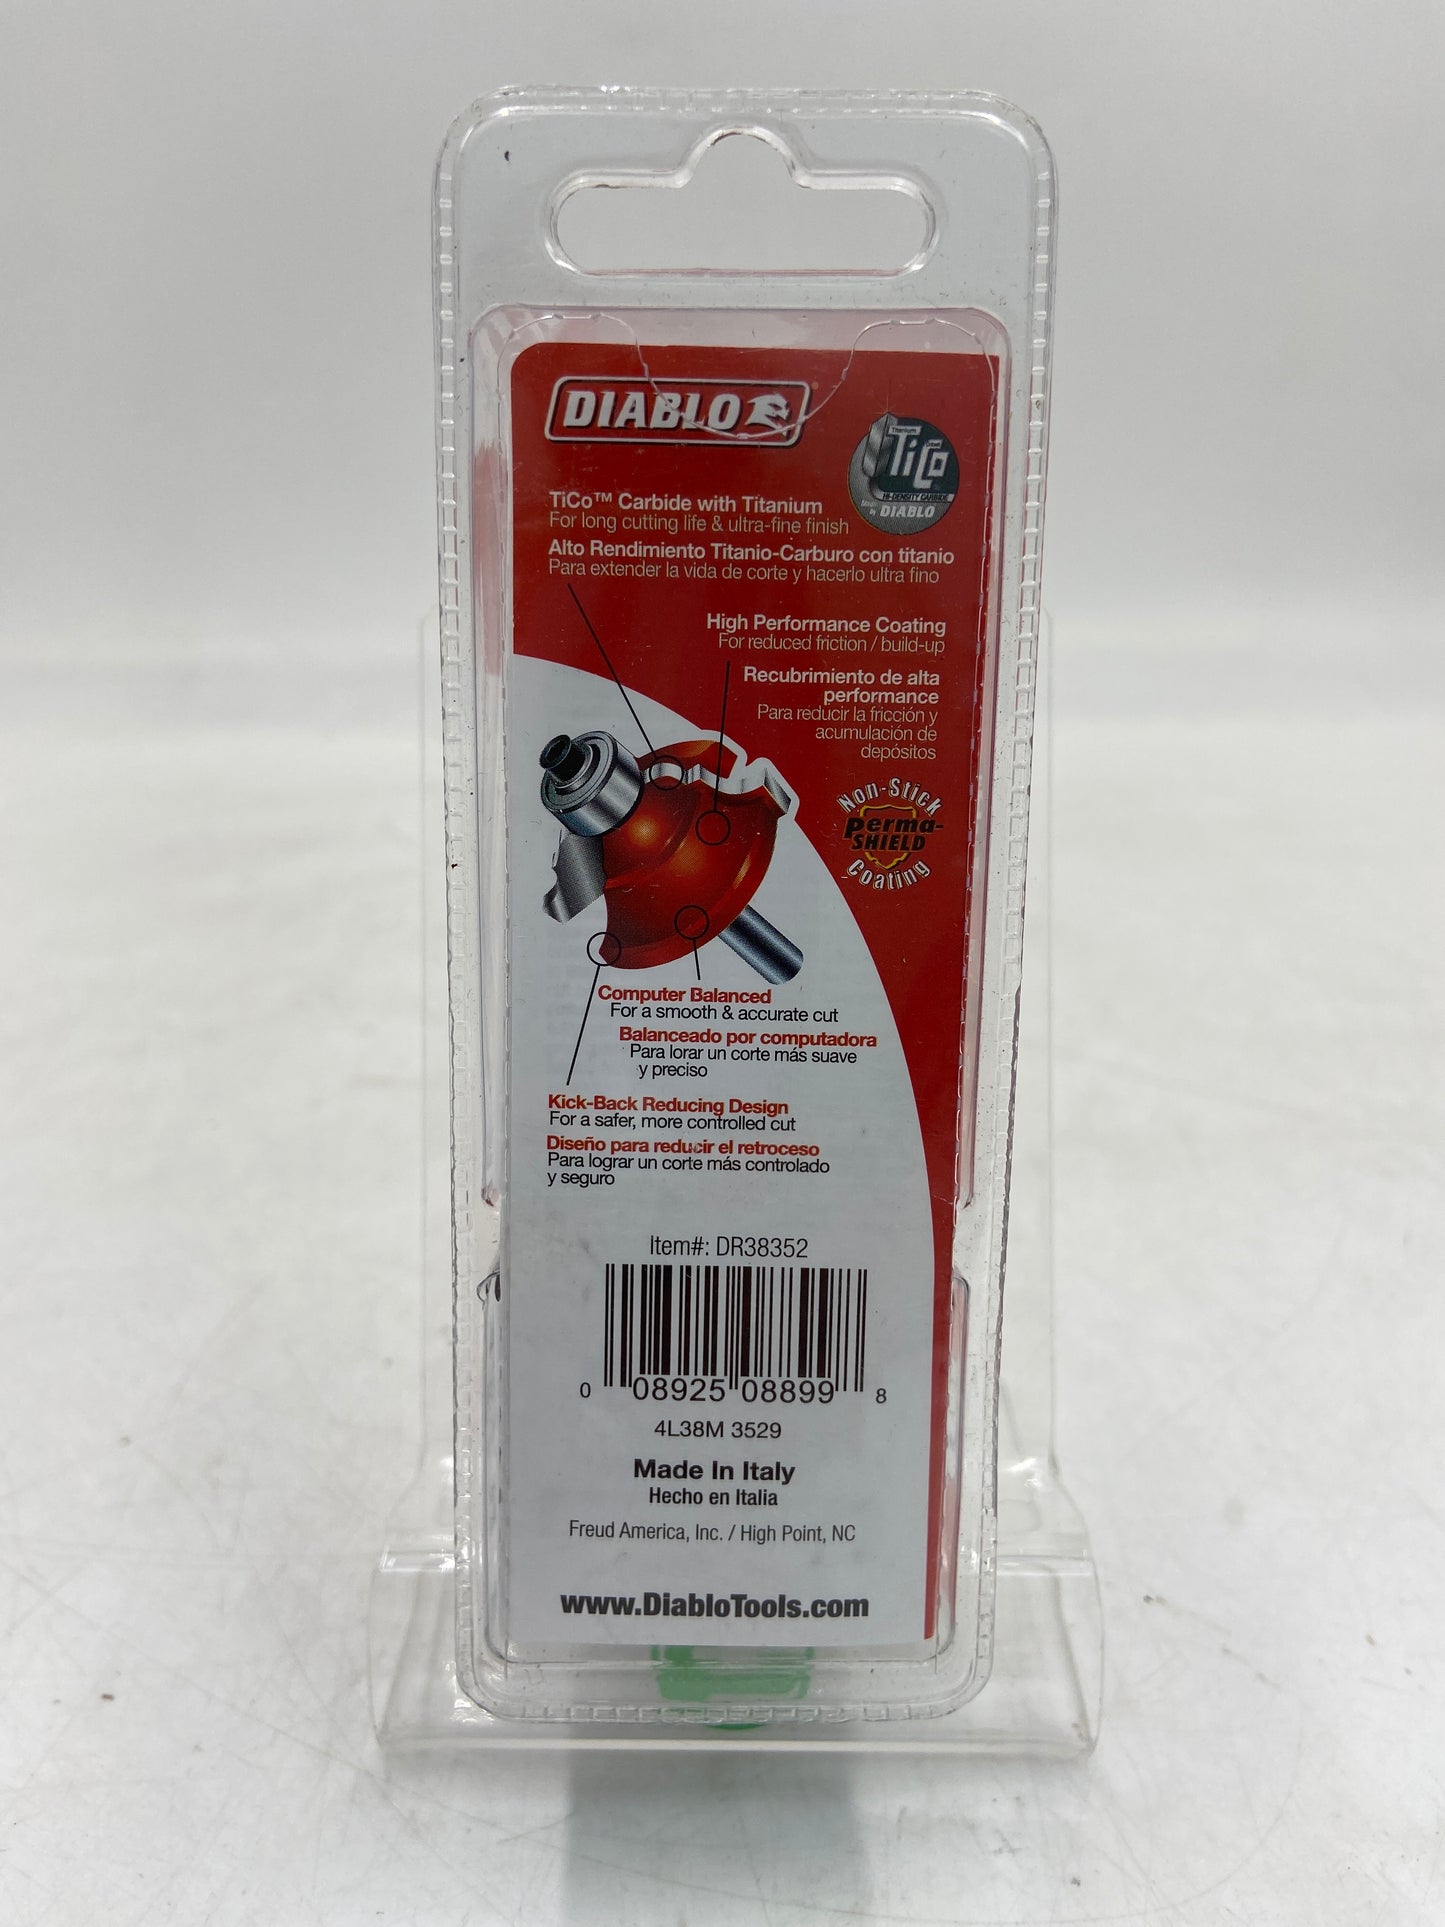 DIABLO
Titanium Cobalt
TiCo
HI-DENSITY CARBIDE
Made by DIABLO
TiCo™ Carbide with Titanium
For long cutting life & ultra-fine finish
Alto Rendimiento Titanio-Carburo con titanio
Para extender la vida de corte y hacerlo ultra fino
High Performance Coating
For reduced friction / build-up
Recubrimiento de alta
performance
Para reducir la fricción y
acumulación de
depósitos
Non-Stick
Perma-
SHIELD
Coating
Computer Balanced
For a smooth & accurate cut
Balanceado por computadora
Para lorar un corte más suave
y preciso
Kick-Back Reducing Design
For a safer, more controlled cut
Diseño para reducir el retroceso
Para lograr un corte más controlado
y seguro
Item#: DR38352
0 08925 08899 8
4L38M 3529
Made In Italy
Hecho en Italia
Freud America, Inc. / High Point, NC
www.DiabloTools.com